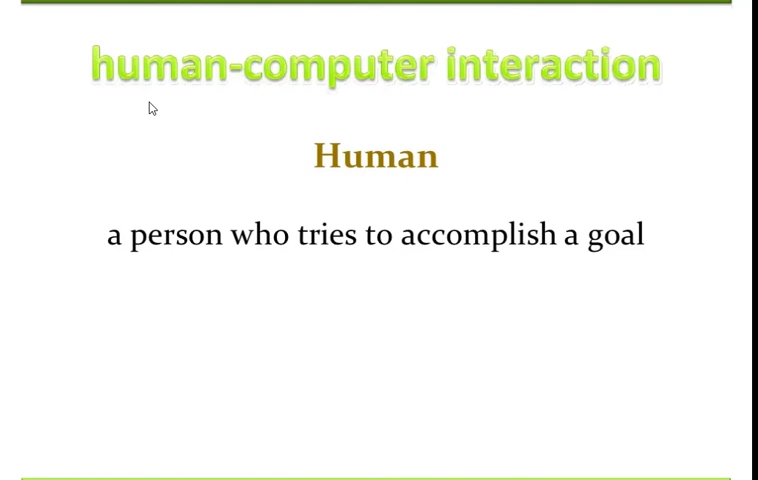 human-computer interaction
Human
a person who tries to accomplish a goal